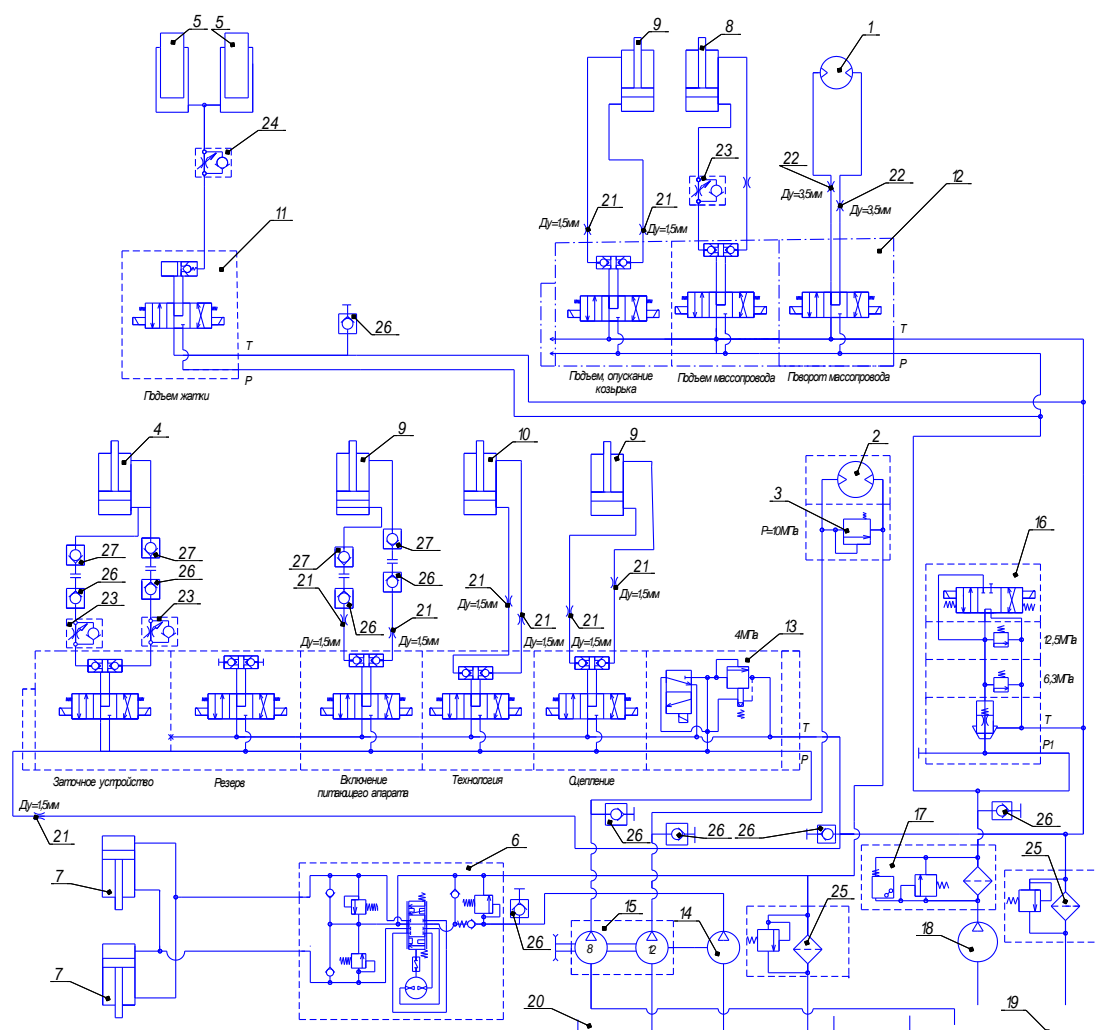 5 5 9 8 1
24
23 22 12
22
Ду=3,5мм
Ду=3,5мм
21 21
Ду=1,5мм Ду=1,5мм
11
26
T
P
T
P
Подъем жатки
Подъем, опускание
козырька
Подъем массопровода
Поворот массопровода
4 9 10 9 2
3
P=10МПа
16
27 27 27 27
26 26 26 26
23 23 21 21 21 21 21 21
Ду=1,5мм Ду=1,5мм Ду=1,5мм Ду=1,5мм Ду=1,5мм Ду=1,5мм
4МПа
13
12,5МПа
6,3МПа
T
P1
T
P
Заточное устройство
Резерв
Включение
питающего апарата
Технология
Сцепление
Ду=1,5мм
21
26 26 26 26
17
6
7
25
15 14 25
26
8 12
18
7
20 19